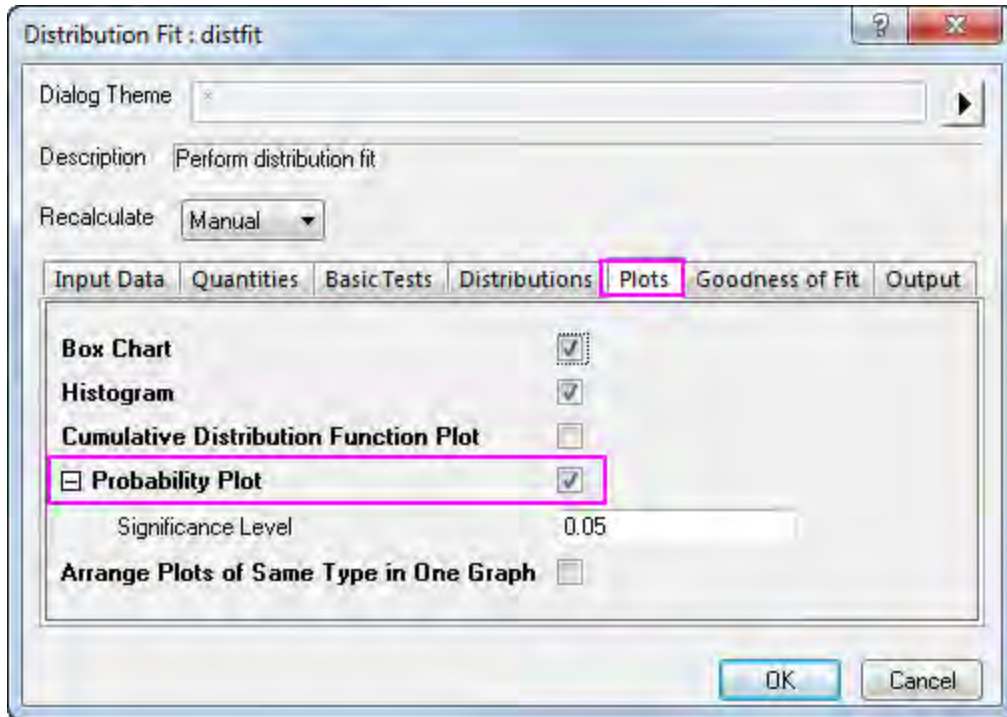 Distribution Fit : distfit
Dialog Theme *
Description Perform distribution fit
Recalculate Manual
Input Data Quantities Basic Tests Distributions Plots Goodness of Fit Output
Box Chart
Histogram
Cumulative Distribution Function Plot
Probability Plot
Significance Level 0.05
Arrange Plots of Same Type in One Graph
OK Cancel